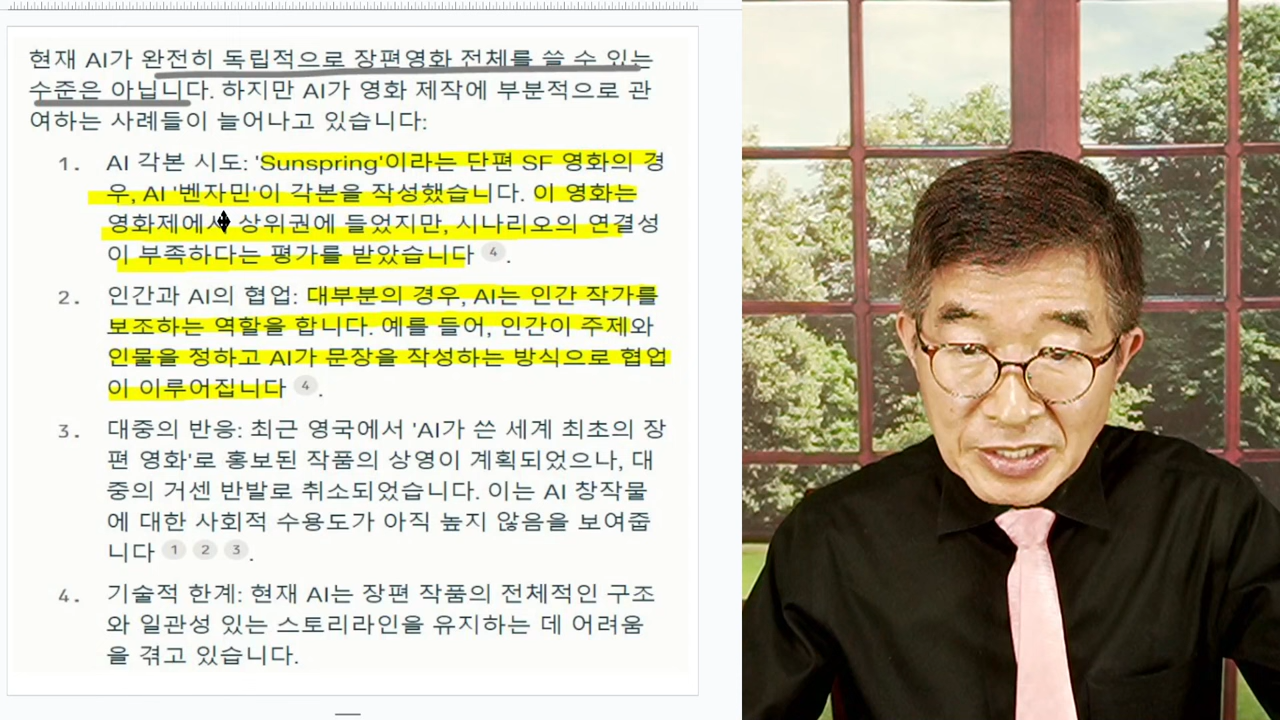 현재 AI가 완전히 독립적으로 장편영화 전체를 쓸 수 있는
수준은 아닙니다. 하지만 AI가 영화 제작에 부분적으로 관
여하는 사례들이 늘어나고 있습니다:
1. AI 각본 시도: 'Sunspring'이라는 단편 SF 영화의 경
우, AI '벤자민'이 각본을 작성했습니다. 이 영화는
영화제에서 상위권에 들었지만, 시나리오의 연결성
이 부족하다는 평가를 받았습니다 4.
2. 인간과 AI의 협업: 대부분의 경우, AI는 인간 작가를
보조하는 역할을 합니다. 예를 들어, 인간이 주제와
인물을 정하고 AI가 문장을 작성하는 방식으로 협업
이 이루어집니다 4.
3. 대중의 반응: 최근 영국에서 'AI가 쓴 세계 최초의 장
편 영화'로 홍보된 작품의 상영이 계획되었으나, 대
중의 거센 반발로 취소되었습니다. 이는 AI 창작물
에 대한 사회적 수용도가 아직 높지 않음을 보여줍
니다 1 2 3.
4. 기술적 한계: 현재 AI는 장편 작품의 전체적인 구조
와 일관성 있는 스토리라인을 유지하는 데 어려움
을 겪고 있습니다.